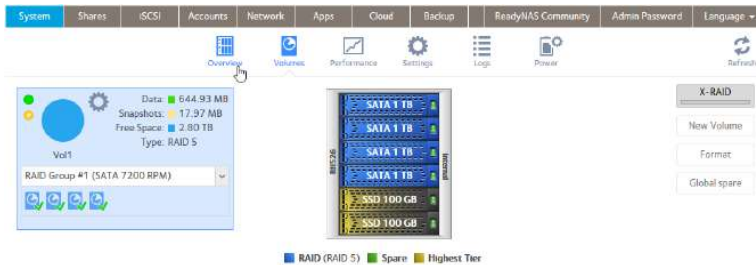 System Shares iSCSI Accounts Network Apps Cloud Backup ReadyNAS Community Admin Password Language
Overview Volumes Performance Settings Logs Power Refresh
Data: 644.93 MB
Snapshots: 17.97 MB
Free Space: 2.80 TB
Type: RAID 5
Vol1
RAID Group #1 (SATA 7200 RPM)
SATA 1 TB
SATA 1 TB
SATA 1 TB
SATA 1 TB
SSD 100 GB
SSD 100 GB
Internal
X-RAID
New Volume
Format
Global spare
RAID (RAID 5) Spare Highest Tier